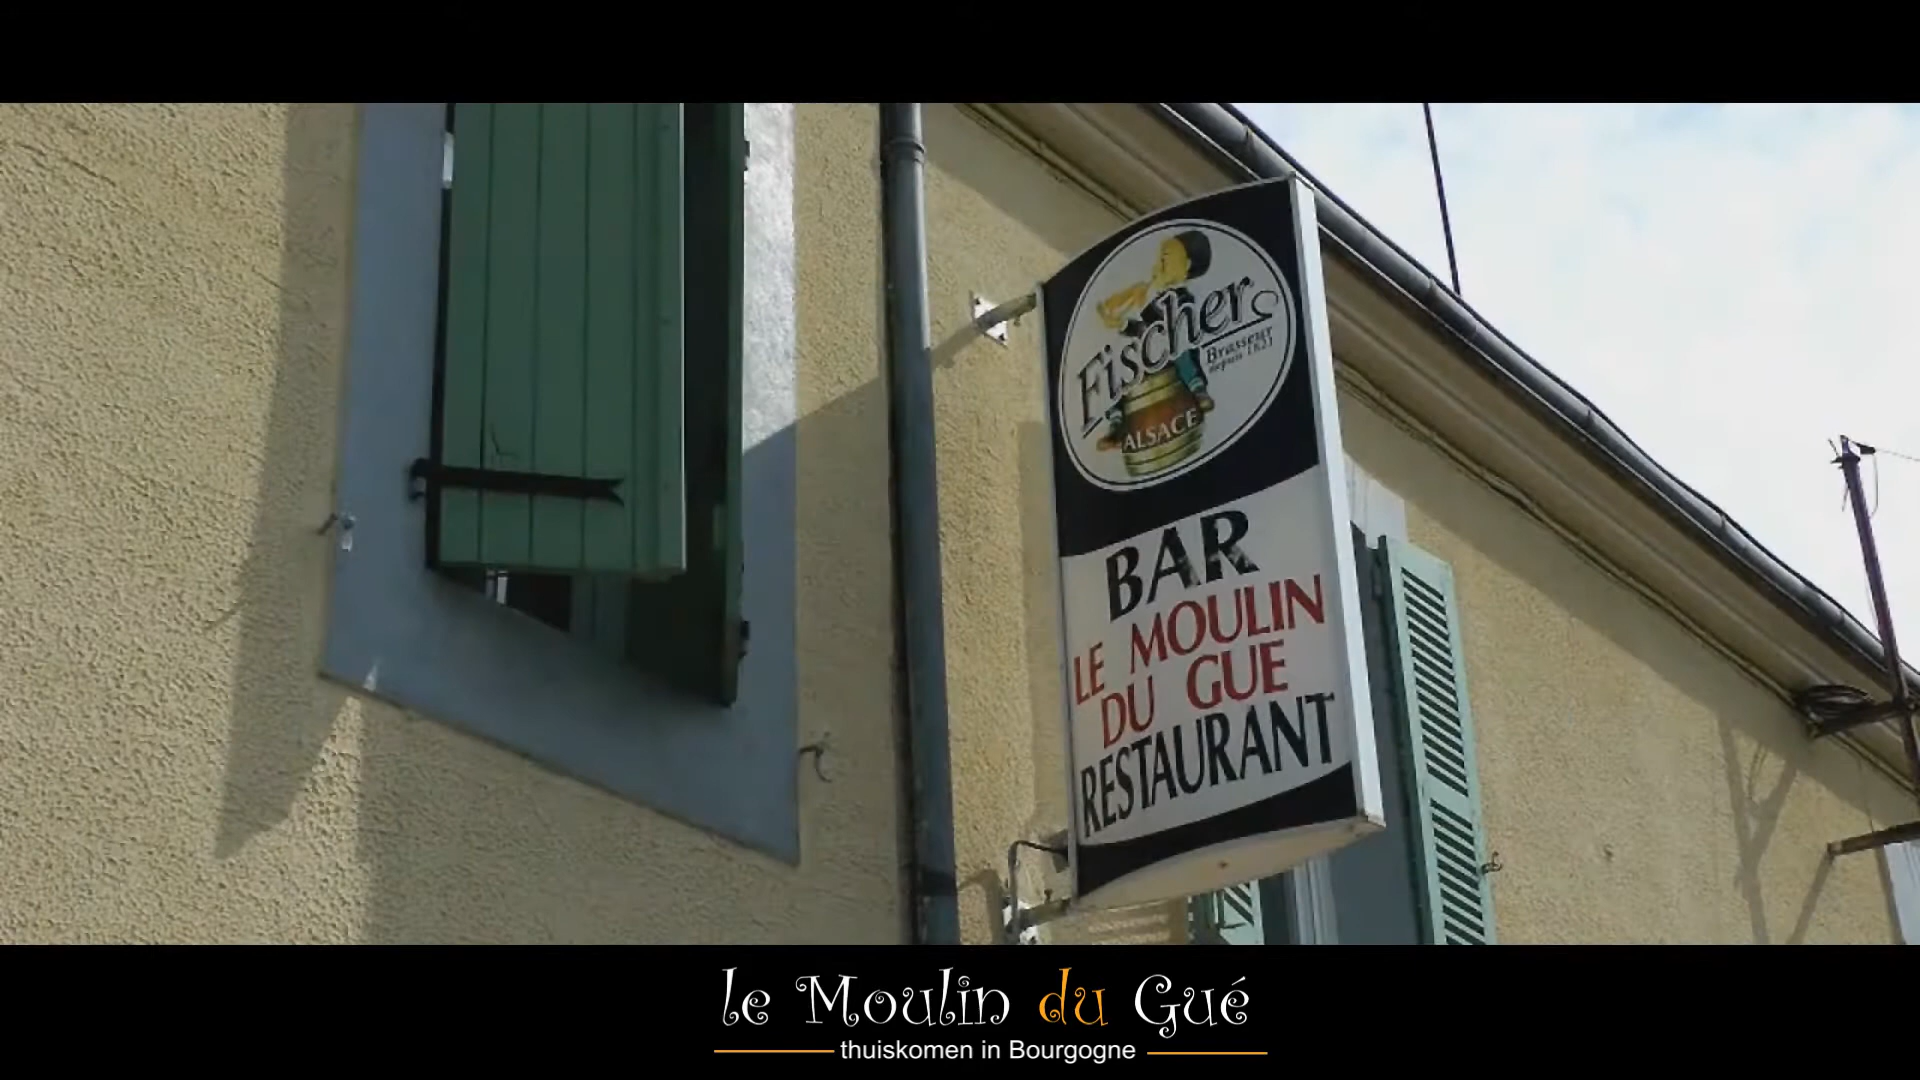 Fischer
Brasseur
depuis 1821
ALSACE
BAR
LE MOULIN
DU GUE
RESTAURANT
le Moulin du Gué
thuiskomen in Bourgogne